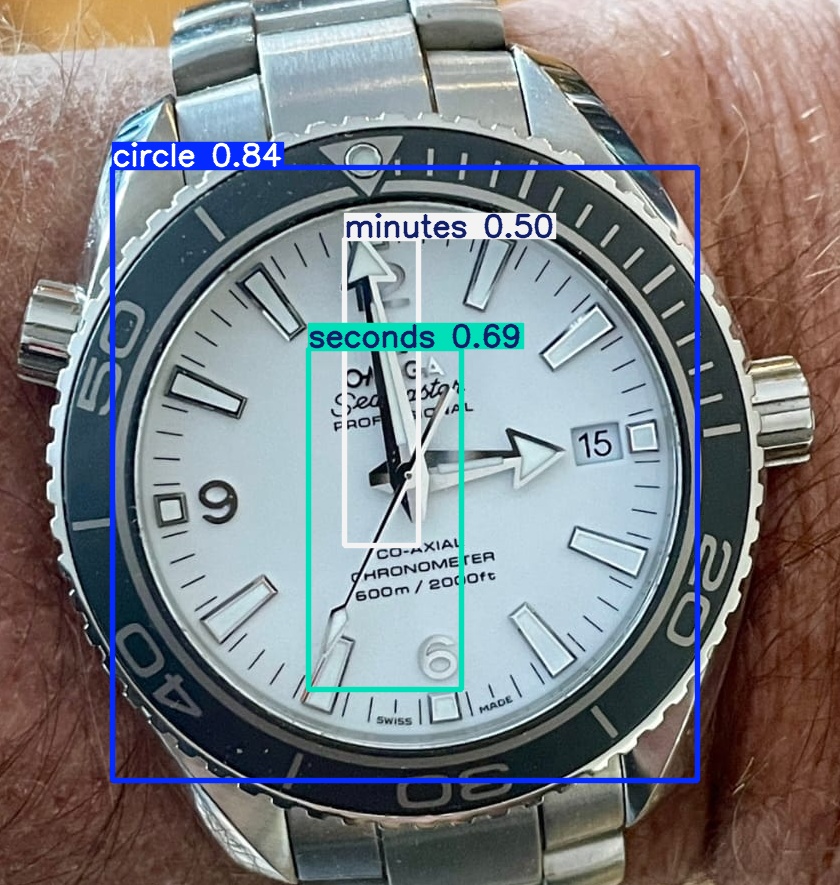 circle 0.84
minutes 0.50
12
seconds 0.69
50
OMEGA
Seamaster
PROFESSIONAL
15
9
CO-AXIAL
CHRONOMETER
600m / 2000ft
20
6
40
SWISS MADE
30